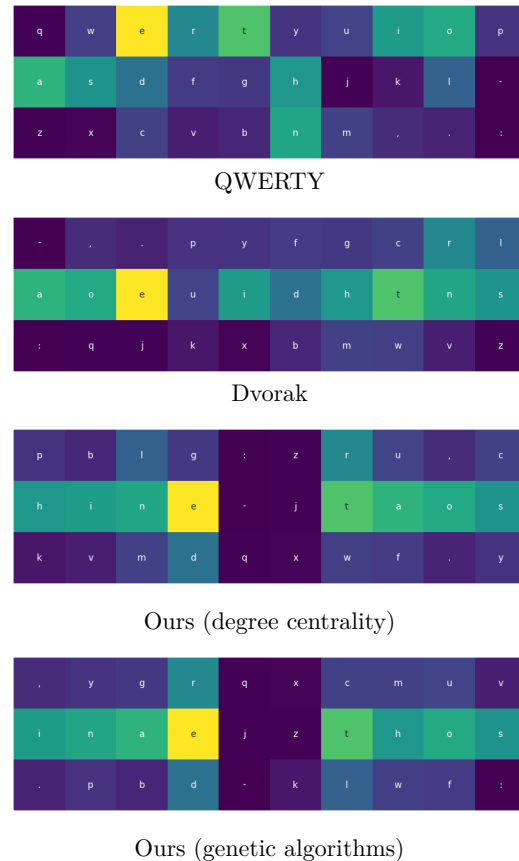 q w e r t y u i o p
a s d f g h j k l -
z x c v b n m , . :
QWERTY
- , . p y f g c r l
a o e u i d h t n s
: q j k x b m w v z
Dvorak
p b l g : z r u , c
h i n e - j t a o s
k v m d q x w f . y
Ours (degree centrality)
, y g r q x c m u v
i n a e j z t h o s
. p b d - k l w f :
Ours (genetic algorithms)